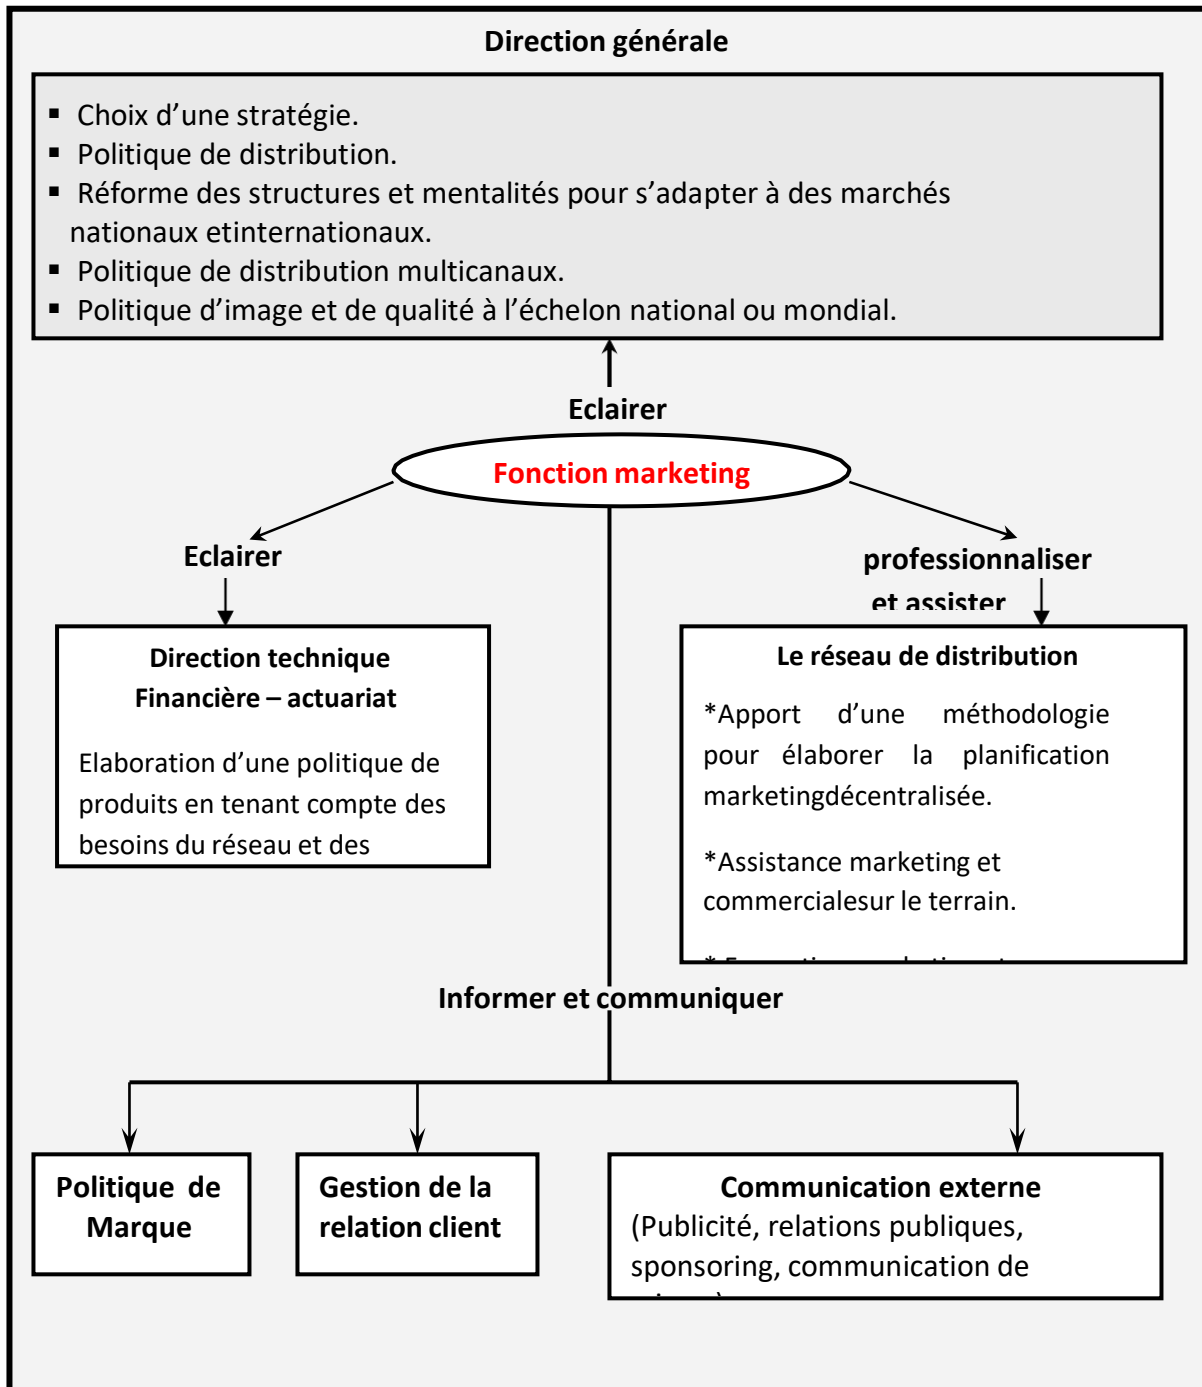 Direction générale
▪ Choix d’une stratégie.
▪ Politique de distribution.
▪ Réforme des structures et mentalités pour s’adapter à des marchés
nationaux etinternationaux.
▪ Politique de distribution multicanaux.
▪ Politique d’image et de qualité à l’échelon national ou mondial.
Eclairer
Fonction marketing
Eclairer
professionnaliser
et assister
Direction technique
Financière – actuariat
Elaboration d’une politique de
produits en tenant compte des
besoins du réseau et des
Le réseau de distribution
*Apport d’une méthodologie
pour élaborer la planification
marketingdécentralisée.
*Assistance marketing et
commercialesur le terrain.
Informer et communiquer
Politique de
Marque
Gestion de la
relation client
Communication externe
(Publicité, relations publiques,
sponsoring, communication de